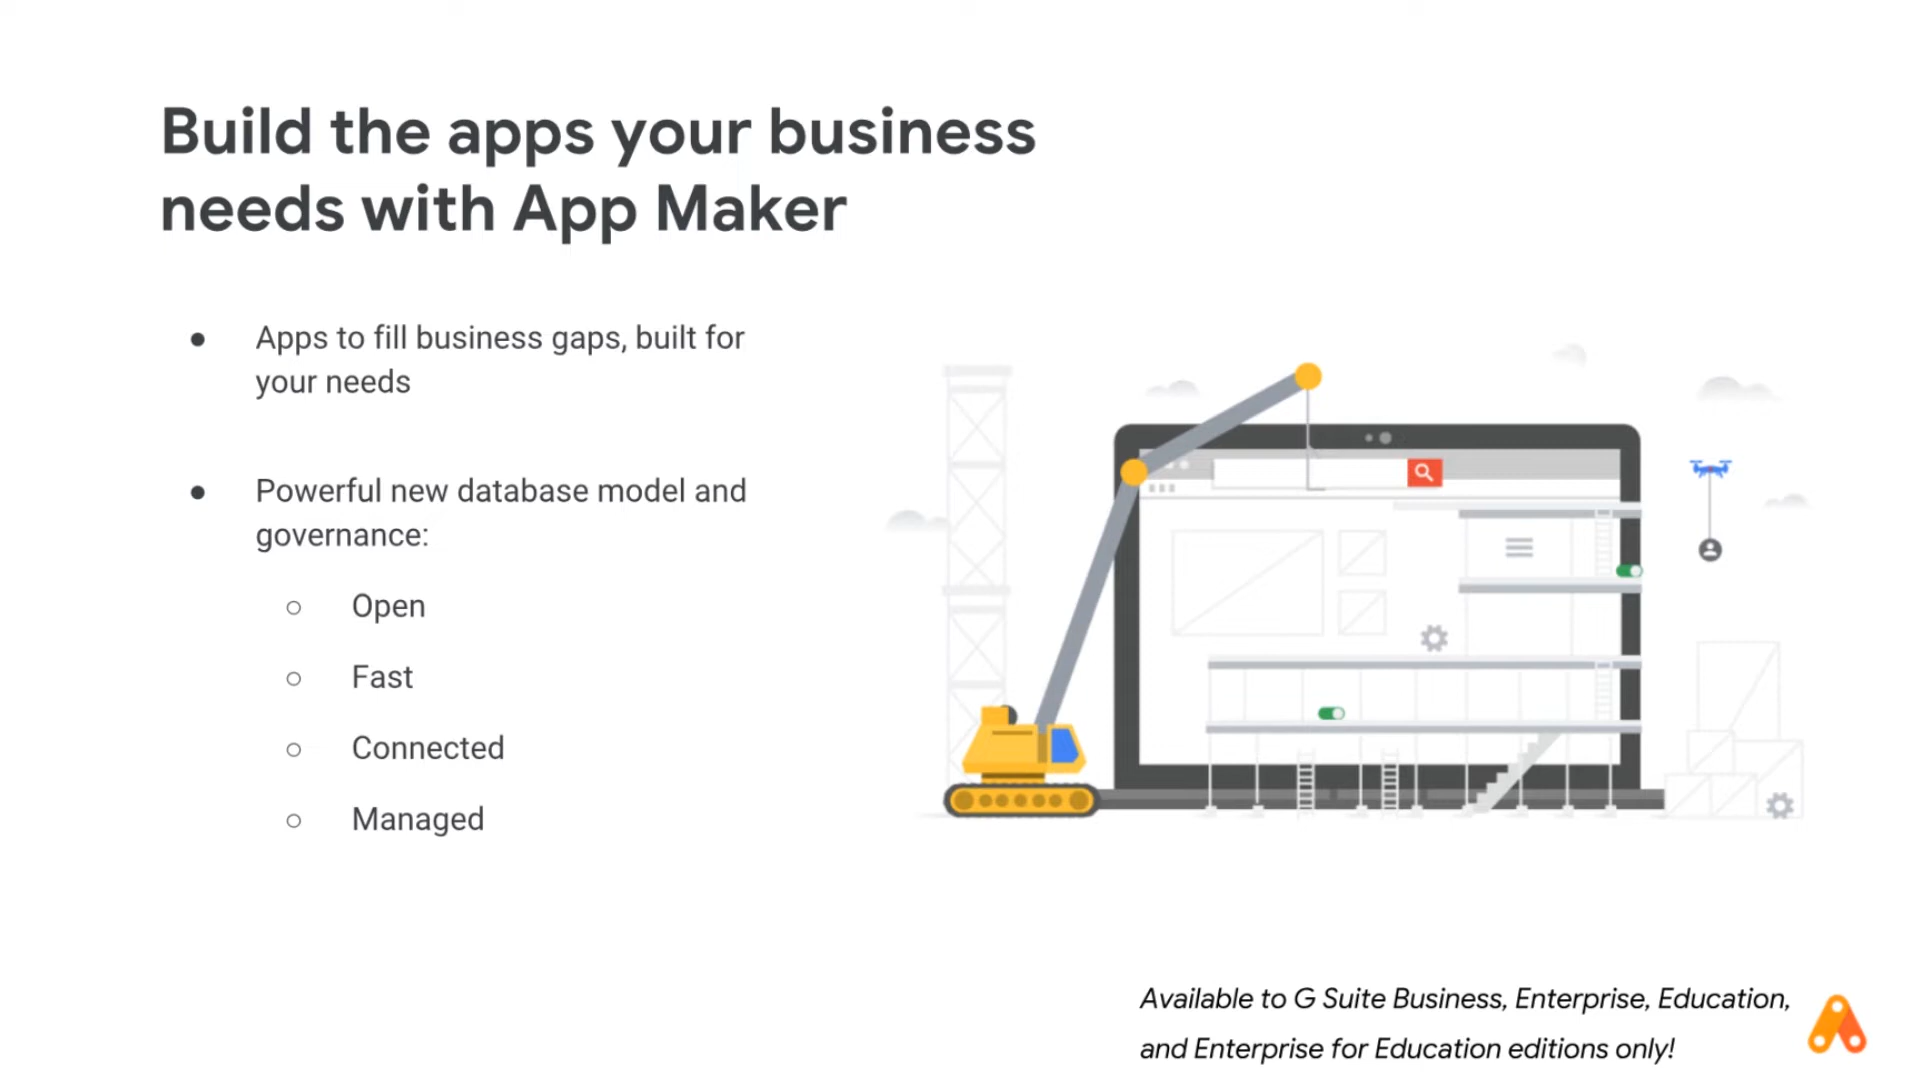 Build the apps your business
needs with App Maker
● Apps to fill business gaps, built for
your needs
● Powerful new database model and
governance:
○ Open
○ Fast
○ Connected
○ Managed
Available to G Suite Business, Enterprise, Education,
and Enterprise for Education editions only!